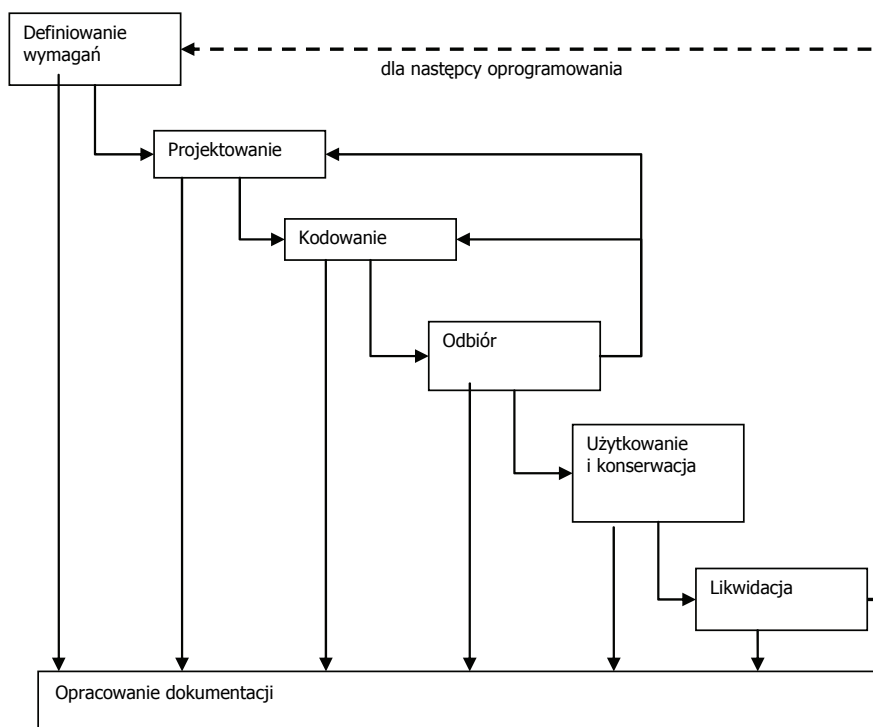 Definiowanie
wymagań
dla następcy oprogramowania
Projektowanie
Kodowanie
Odbiór
Użytkowanie
i konserwacja
Likwidacja
Opracowanie dokumentacji